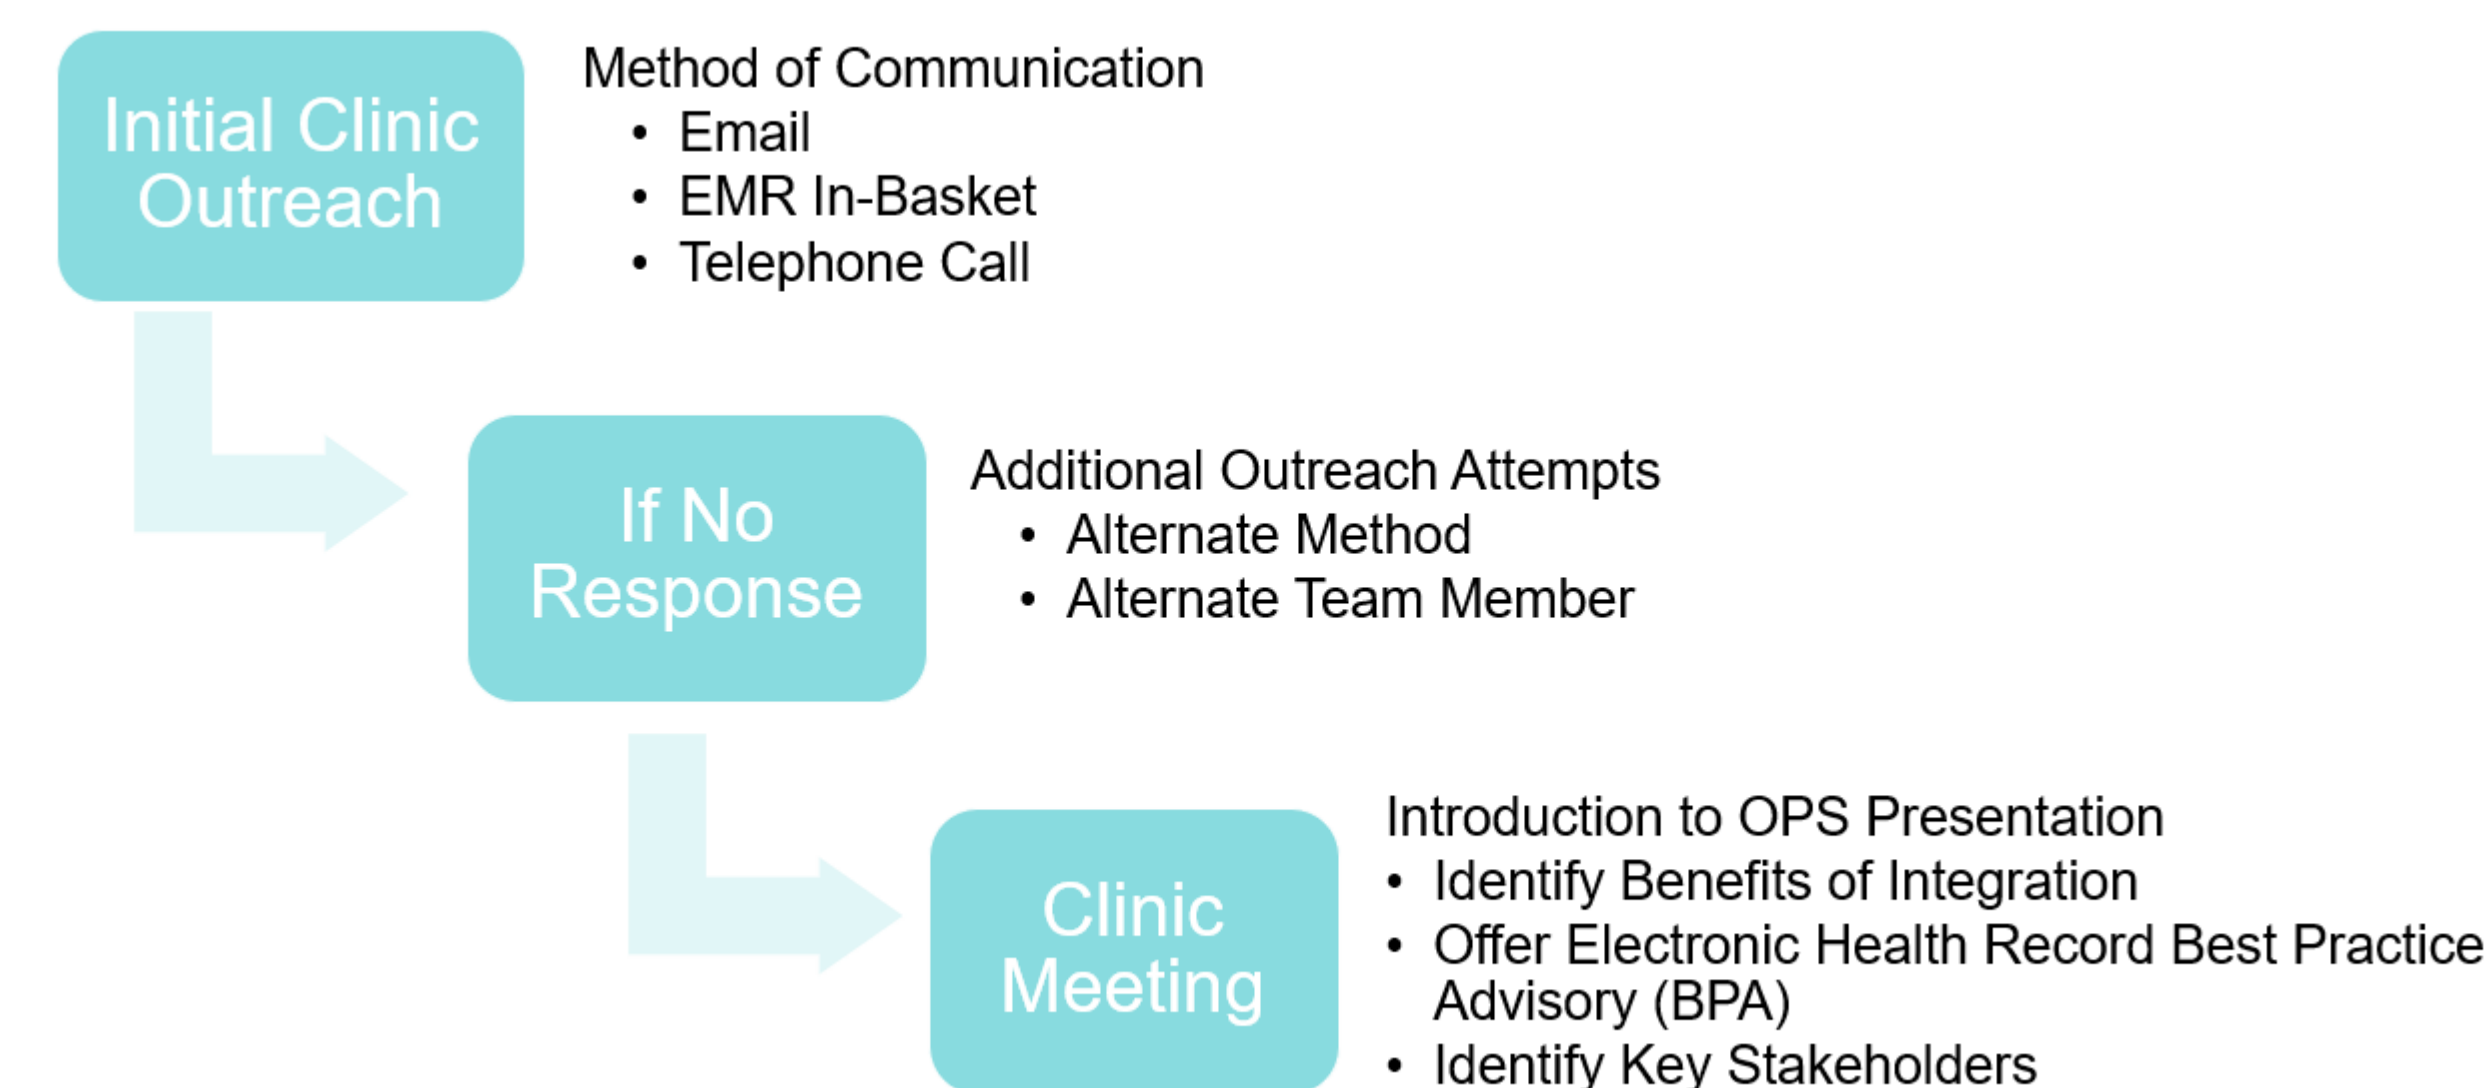 Initial Clinic
Outreach
Method of Communication
• Email
• EMR In-Basket
• Telephone Call
If No
Response
Additional Outreach Attempts
• Alternate Method
• Alternate Team Member
Clinic
Meeting
Introduction to OPS Presentation
• Identify Benefits of Integration
• Offer Electronic Health Record Best Practice
Advisory (BPA)
• Identify Key Stakeholders